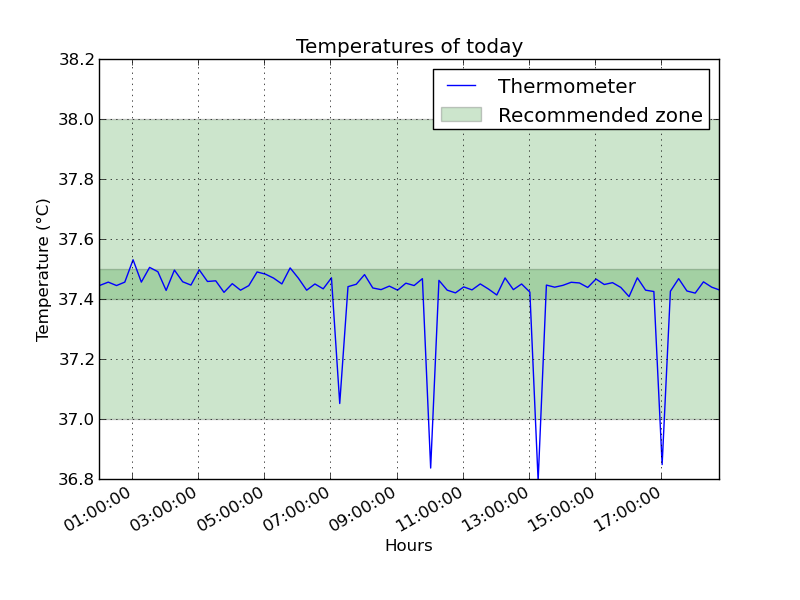 Temperatures of today
Thermometer
Recommended zone
38.2
38.0
37.8
37.6
37.4
37.2
37.0
36.8
Temperature (°C)
01:00:00 03:00:00 05:00:00 07:00:00 09:00:00 11:00:00 13:00:00 15:00:00 17:00:00
Hours